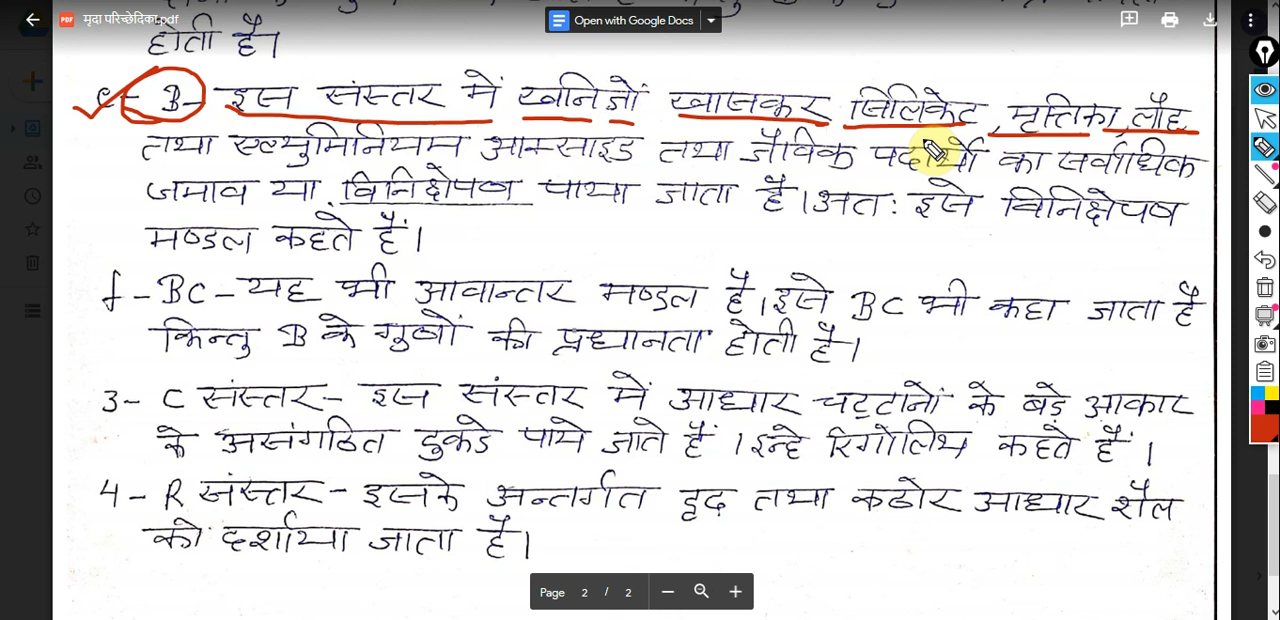 मृदा परिच्छेदिका.pdf
Open with Google Docs
होती है।
e- B- इस संस्तर में खनिजों खासकर सिलिकेट, मृत्तिका, लौह
तथा एल्युमिनियम आक्साइड तथा जैविक पदार्थो का सर्वाधिक
जमाव या विनिक्षेपण पाया जाता है।अत: इसे विनिक्षेपण
मण्डल कहते हैं।
f - BC - यह भी आवान्तर मण्डल है।इसे BC भी कहा जाता है
किन्तु B के गुणों की प्रधानता होती है।
3- C संस्तर - इस संस्तर में आधार चट्टानों के बड़े आकार
के असंगठित टुकडे पाये जाते हैं । इन्हे रिगोलिथ कहते हैं ।
4 - R संस्तर - इसके अन्तर्गत दृढ़ तथा कठोर आधार शैल
को दर्शाया जाता है।
Page 2 / 2